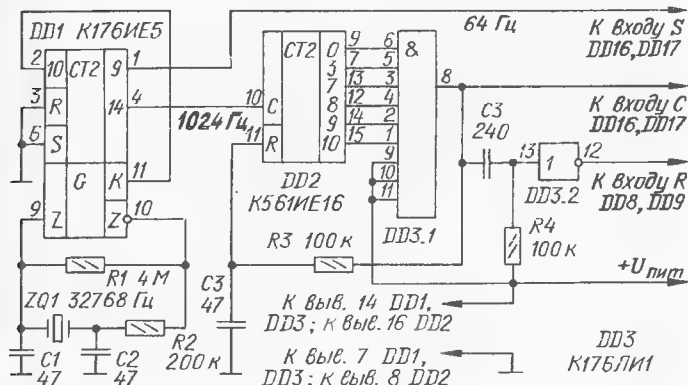 DD1 К176ИЕ5
64 Гц
К входу S
DD16, DD17
2 10 СТ2 9 1
3 R 14 4
6 S
G К 11
9 Z Z 10
1024 Гц
10 C СТ2 0 9 6
11 R 3 7 5
7 13 3
8 12 4
9 14 2
10 15 1
9
10
11
&
8
DD2
К561ИЕ16
DD3.1
К входу С
DD16, DD17
C3
240
13 1 12
DD3.2
К входу R
DD8, DD9
R3 100 к
R4
100 к
+Uпит
R1 4 М
ZQ1 32768 Гц
R2
200 к
C1
47
C2
47
C3
47
К выв. 14 DD1,
DD3; к выв. 16 DD2
К выв. 7 DD1,
DD3; к выв. 8 DD2
DD3
К176ЛИ1